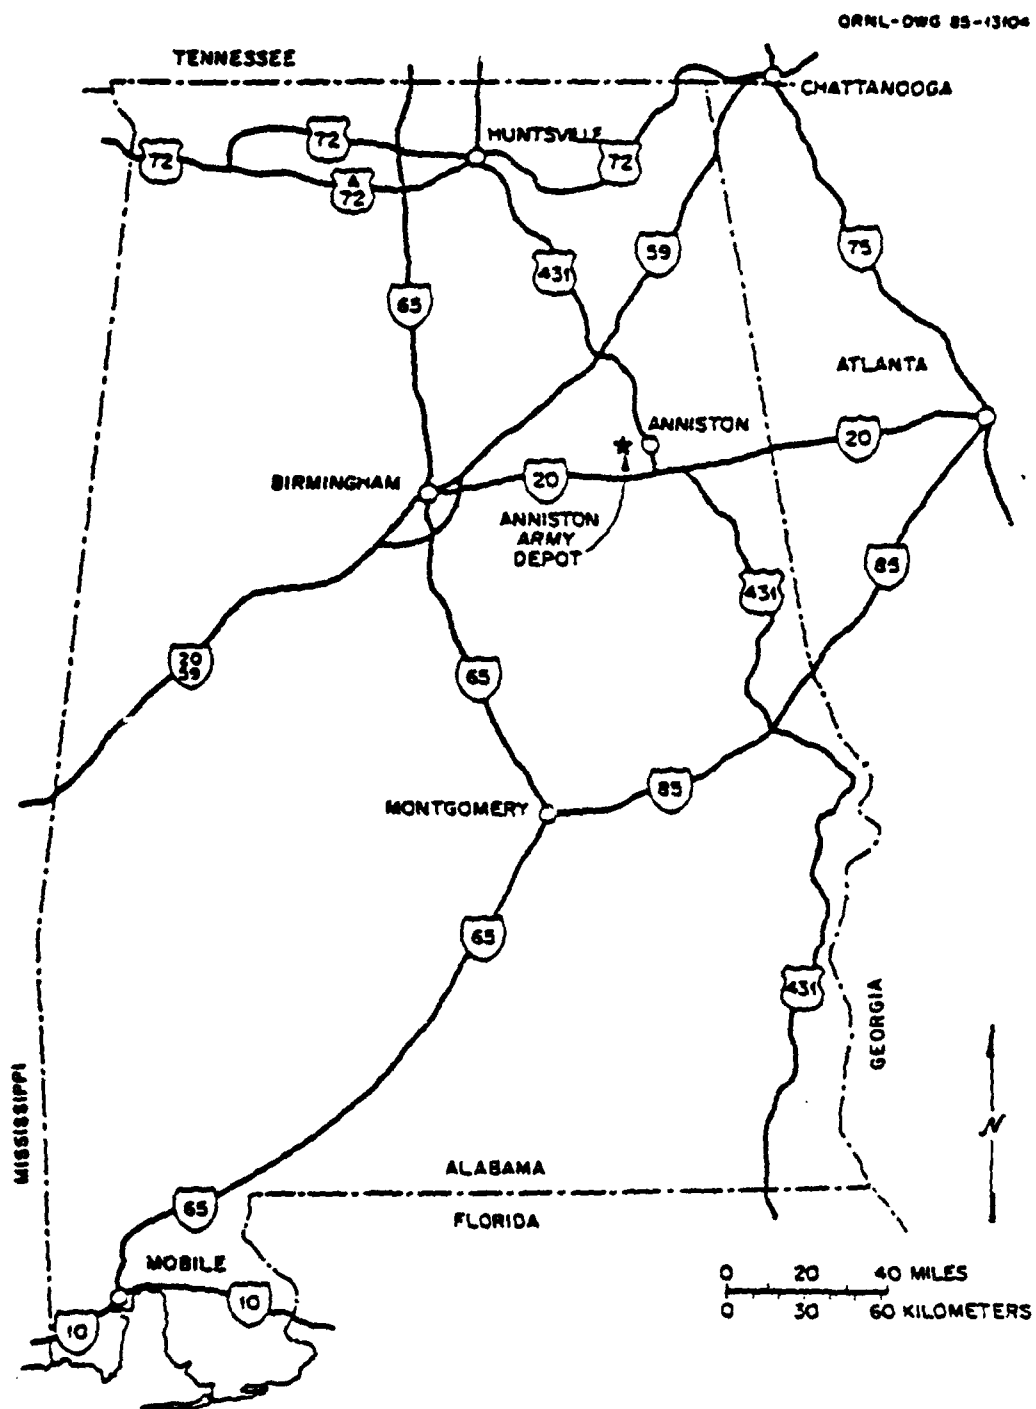 ORNL-DWG 85-13104
TENNESSEE
CHATTANOOGA
HUNTSVILLE
72
72
72
A
72
431
59
75
65
ATLANTA
ANNISTON
20
BIRMINGHAM
20
ANNISTON
ARMY
DEPOT
85
431
20
59
65
MONTGOMERY
85
65
431
GEORGIA
MISSISSIPPI
N
ALABAMA
FLORIDA
65
MOBILE
10
10
0 20 40 MILES
0 30 60 KILOMETERS